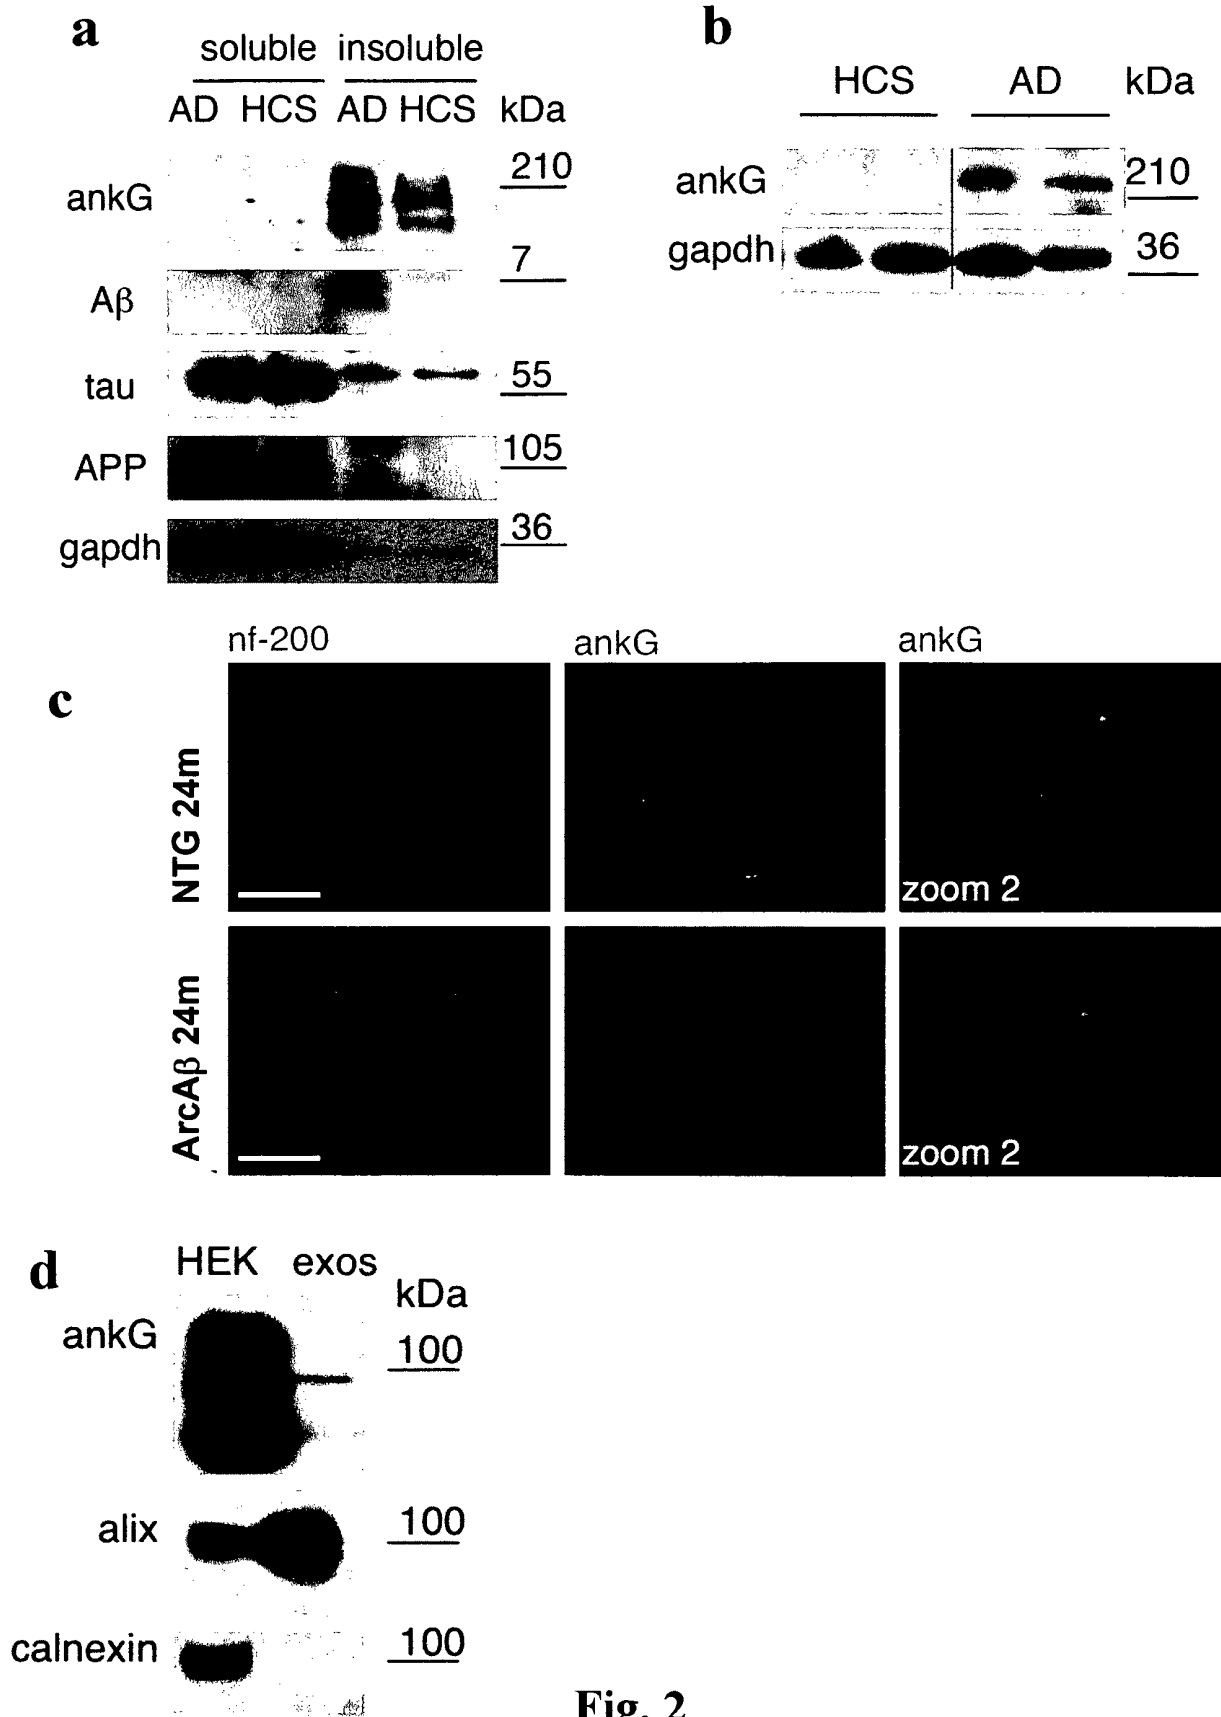 a
soluble insoluble
AD HCS AD HCS kDa
ankG
210
Aβ
7
tau
55
APP
105
gapdh
36
b
HCS AD kDa
ankG
210
gapdh
36
c
nf-200 ankG ankG
NTG 24m
zoom 2
ArcAβ 24m
zoom 2
d
HEK exos
kDa
ankG
100
alix
100
calnexin
100
Fig. 2